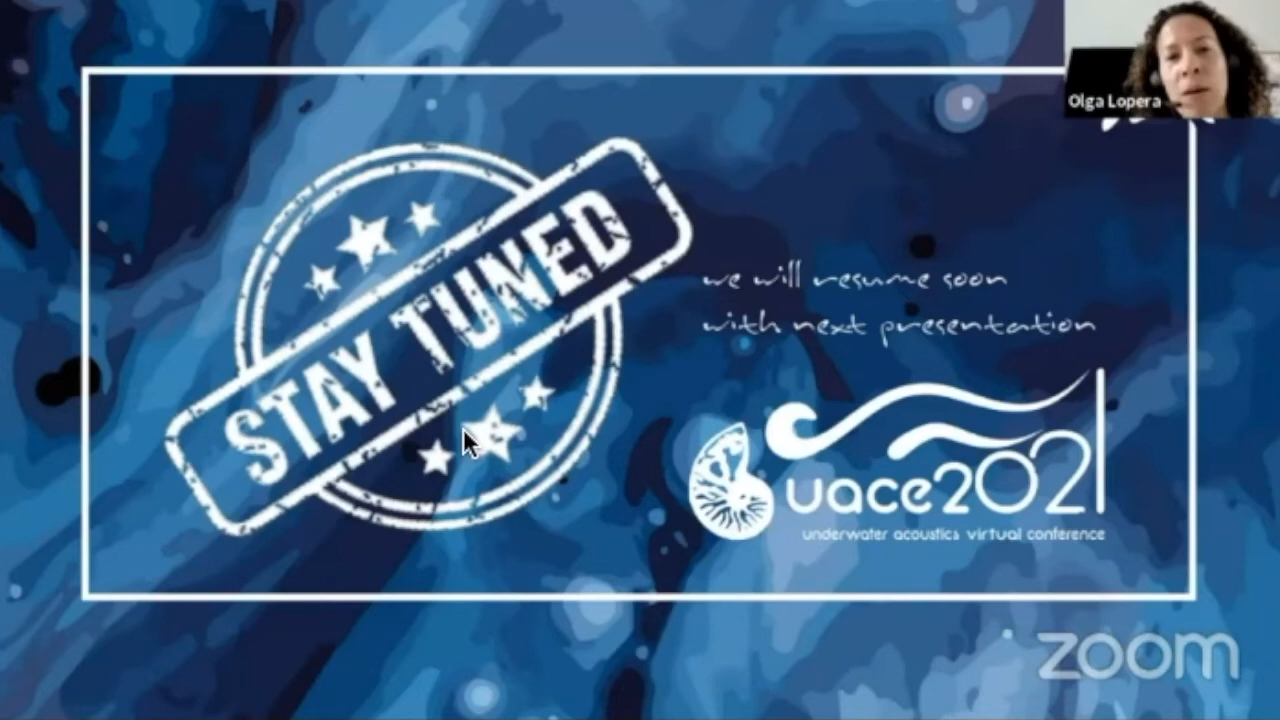 Olga Lopera
STAY TUNED
we will resume soon
with next presentation
uace2021
underwater acoustics virtual conference
zoom